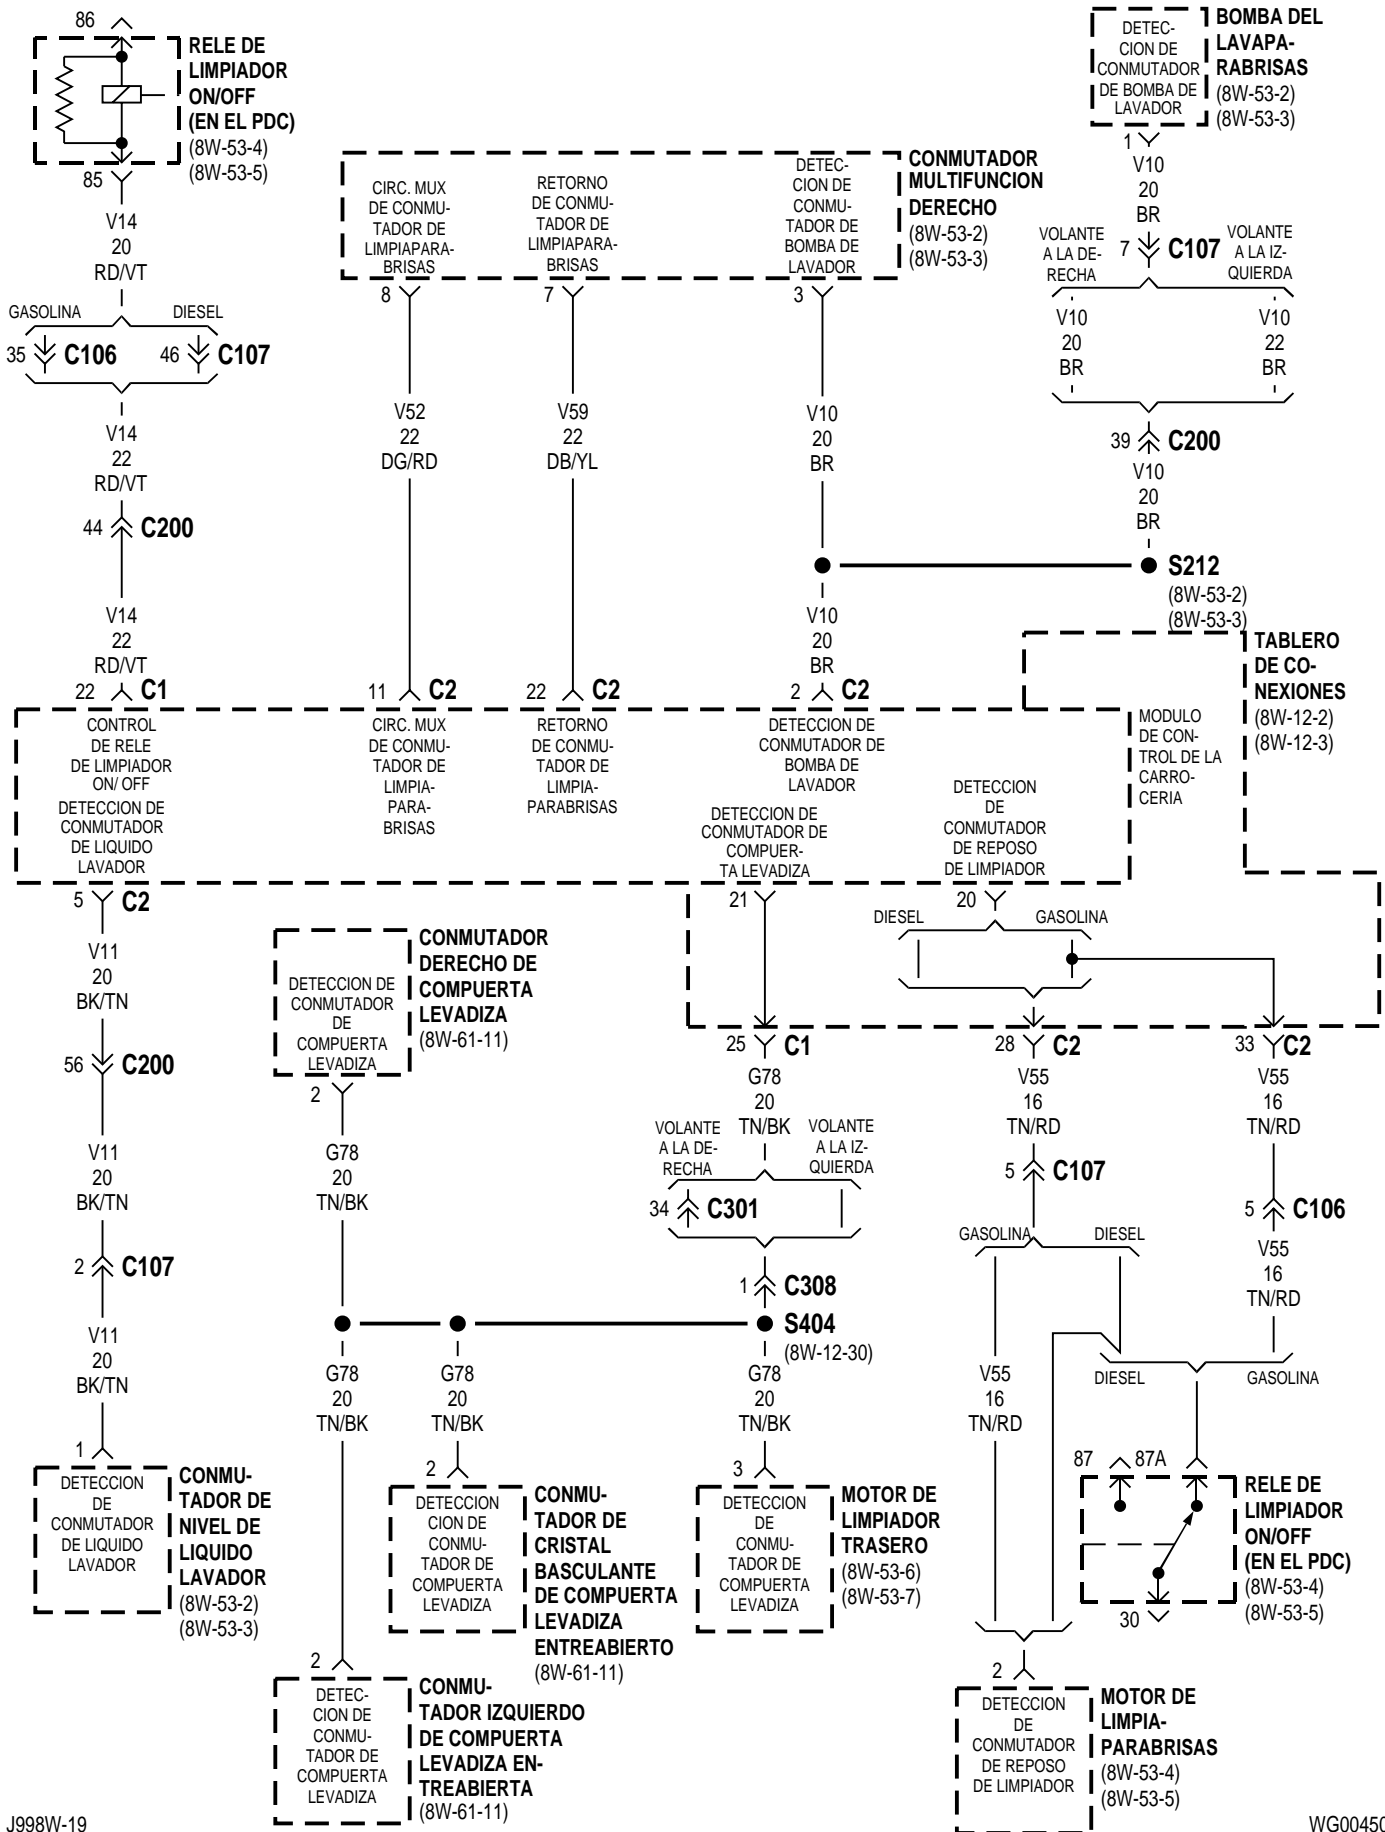 86
RELE DE
LIMPIADOR
ON/OFF
(EN EL PDC)
(8W-53-4)
(8W-53-5)
85
V14
20
RD/VT
GASOLINA
DIESEL
35
C106
46
C107
V14
22
RD/VT
44
C200
V14
22
RD/VT
22
C1
CIRC. MUX
DE CONMU-
TADOR DE
LIMPIAPARA-
BRISAS
RETORNO
DE CONMU-
TADOR DE
LIMPIAPARA-
BRISAS
DETEC-
CION DE
CONMU-
TADOR DE
BOMBA DE
LAVADOR
CONMUTADOR
MULTIFUNCION
DERECHO
(8W-53-2)
(8W-53-3)
8
7
3
V52
22
DG/RD
V59
22
DB/YL
V10
20
BR
V10
20
BR
11
C2
22
C2
2
C2
DETEC-
CION DE
CONMUTADOR
DE BOMBA DE
LAVADOR
BOMBA DEL
LAVAPA-
RABRISAS
(8W-53-2)
(8W-53-3)
1
V10
20
BR
VOLANTE
A LA DE-
RECHA
7
C107
VOLANTE
A LA IZ-
QUIERDA
V10
20
BR
V10
22
BR
39
C200
V10
20
BR
S212
(8W-53-2)
(8W-53-3)
TABLERO
DE CO-
NEXIONES
(8W-12-2)
(8W-12-3)
MODULO
DE CON-
TROL DE LA
CARRO-
CERIA
CONTROL
DE RELE
DE LIMPIADOR
ON/ OFF
DETECCION DE
CONMUTADOR
DE LIQUIDO
LAVADOR
CIRC. MUX
DE CONMU-
TADOR DE
LIMPIA-
PARA-
BRISAS
RETORNO
DE CONMU-
TADOR DE
LIMPIA-
PARABRISAS
DETECCION DE
CONMUTADOR DE
BOMBA DE
LAVADOR
DETECCION DE
CONMUTADOR DE
COMPUER-
TA LEVADIZA
DETECCION
DE
CONMUTADOR
DE REPOSO
DE LIMPIADOR
5
C2
21
20
DIESEL
GASOLINA
V11
20
BK/TN
56
C200
V11
20
BK/TN
2
C107
V11
20
BK/TN
1
DETECCION
DE
CONMUTADOR
DE LIQUIDO
LAVADOR
CONMU-
TADOR DE
NIVEL DE
LIQUIDO
LAVADOR
(8W-53-2)
(8W-53-3)
DETECCION DE
CONMUTADOR
DE
COMPUERTA
LEVADIZA
CONMUTADOR
DERECHO DE
COMPUERTA
LEVADIZA
(8W-61-11)
2
G78
20
TN/BK
25
C1
G78
20
TN/BK
VOLANTE
A LA DE-
RECHA
VOLANTE
A LA IZ-
QUIERDA
34
C301
1
C308
S404
(8W-12-30)
G78
20
TN/BK
G78
20
TN/BK
G78
20
TN/BK
2
DETECCION
CION DE
CONMU-
TADOR DE
COMPUERTA
LEVADIZA
CONMU-
TADOR DE
CRISTAL
BASCULANTE
DE COMPUERTA
LEVADIZA
ENTREABIERTO
(8W-61-11)
3
DETECCION
DE
CONMU-
TADOR DE
COMPUERTA
LEVADIZA
MOTOR DE
LIMPIADOR
TRASERO
(8W-53-6)
(8W-53-7)
2
DETEC-
CION DE
CONMU-
TADOR DE
COMPUERTA
LEVADIZA
CONMU-
TADOR IZQUIERDO
DE COMPUERTA
LEVADIZA EN-
TREABIERTA
(8W-61-11)
28
C2
33
C2
V55
16
TN/RD
V55
16
TN/RD
5
C107
5
C106
GASOLINA
DIESEL
V55
16
TN/RD
V55
16
TN/RD
DIESEL
GASOLINA
87
87A
RELE DE
LIMPIADOR
ON/OFF
(EN EL PDC)
(8W-53-4)
(8W-53-5)
30
2
DETECCION
DE
CONMUTADOR
DE REPOSO
DE LIMPIADOR
MOTOR DE
LIMPIA-
PARABRISAS
(8W-53-4)
(8W-53-5)
J998W-19
WG00450